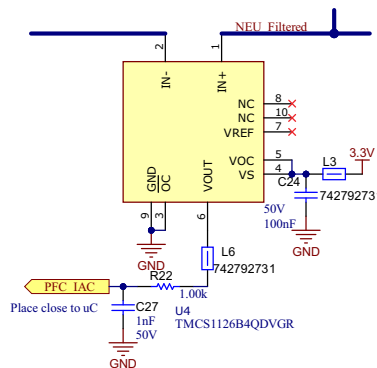 NEU_Filtered
2
1
IN-
IN+
NC
8
NC
10
VREF
7
VOC
5
VS
4
3.3V
L3
C24
74279273
50V
100nF
GND
GND
OC
VOUT
9
3
6
GND
L6
742792731
R22
1.00k
PFC_IAC
Place close to uC
C27
1nF
50V
U4
TMCS1126B4QDVGR
GND